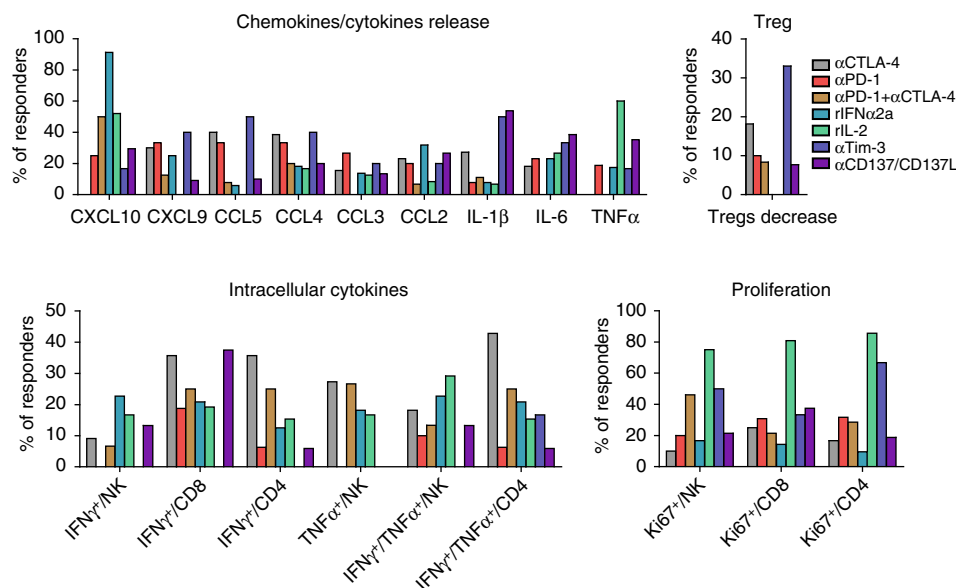 Chemokines/cytokines release
% of responders
100
80
60
40
20
0
CXCL10 CXCL9 CCL5 CCL4 CCL3 CCL2 IL-1β IL-6 TNFα
Treg
% of responders
40
30
20
10
0
Tregs decrease
αCTLA-4
αPD-1
αPD-1+αCTLA-4
rIFNα2a
rIL-2
αTim-3
αCD137/CD137L
Intracellular cytokines
% of responders
50
40
30
20
10
0
IFNγ+/NK
IFNγ+/CD8
IFNγ+/CD4
TNFα+/NK
IFNγ+/TNFα+/NK
IFNγ+/TNFα+/CD4
Proliferation
% of responders
100
80
60
40
20
0
Ki67+/NK
Ki67+/CD8
Ki67+/CD4